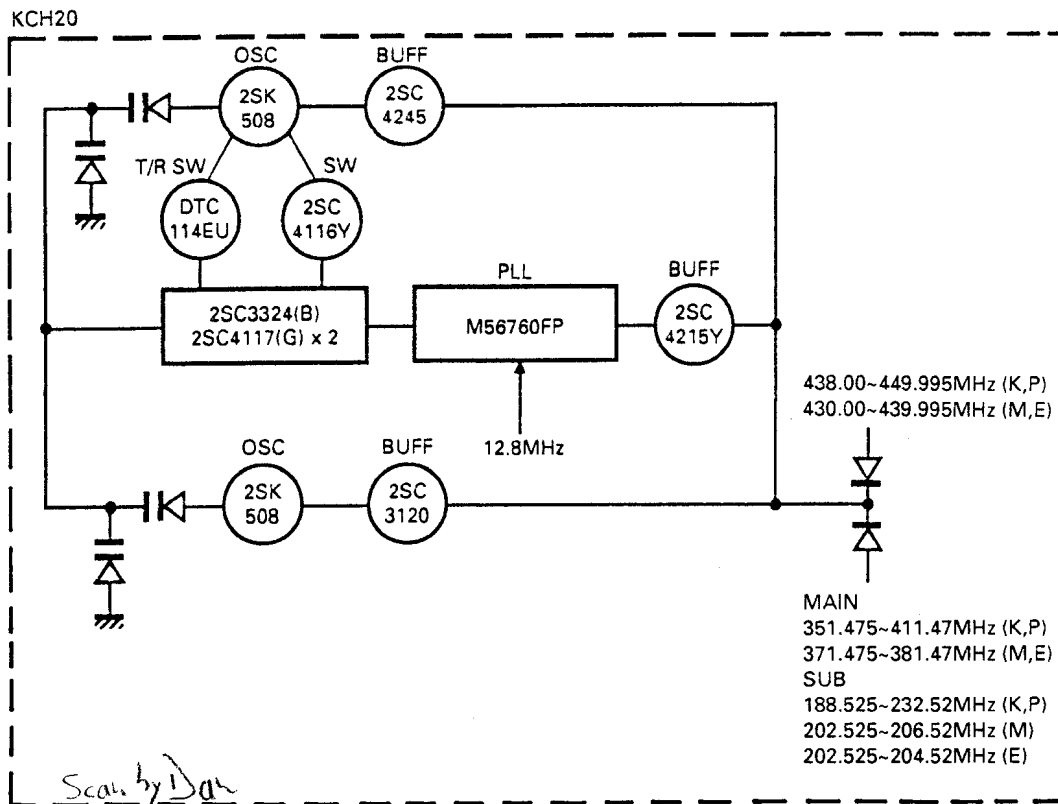 KCH20
OSC
BUFF
2SK
508
2SC
4245
T/R SW
SW
DTC
114EU
2SC
4116Y
PLL
BUFF
2SC3324(B)
2SC4117(G) x 2
M56760FP
2SC
4215Y
12.8MHz
438.00~449.995MHz (K,P)
430.00~439.995MHz (M,E)
OSC
BUFF
2SK
508
2SC
3120
MAIN
351.475~411.47MHz (K,P)
371.475~381.47MHz (M,E)
SUB
188.525~232.52MHz (K,P)
202.525~206.52MHz (M)
202.525~204.52MHz (E)
Scan by Dan